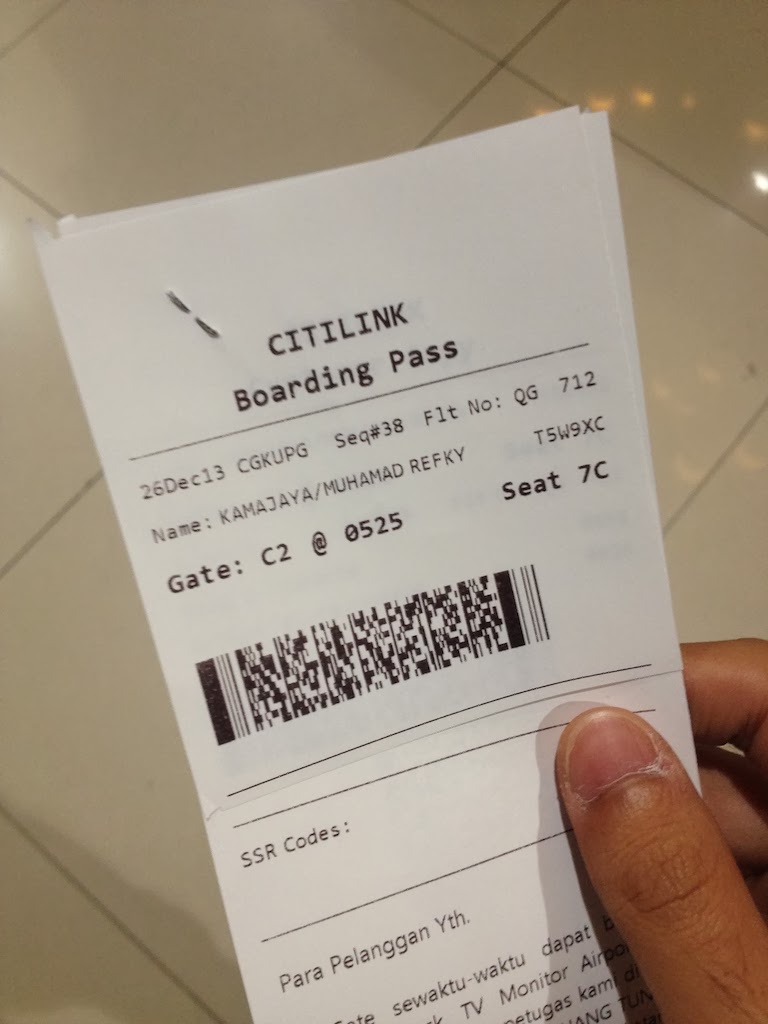 CITILINK
Boarding Pass
26Dec13 CGKUPG Seq#38 Flt No: QG 712
Name: KAMAJAYA/MUHAMAD REFKY T5W9XC
Gate: C2 @ 0525 Seat 7C
SSR Codes:
Para Pelanggan Yth.
sewaktu-waktu dapat
TV Monitor
petugas kami